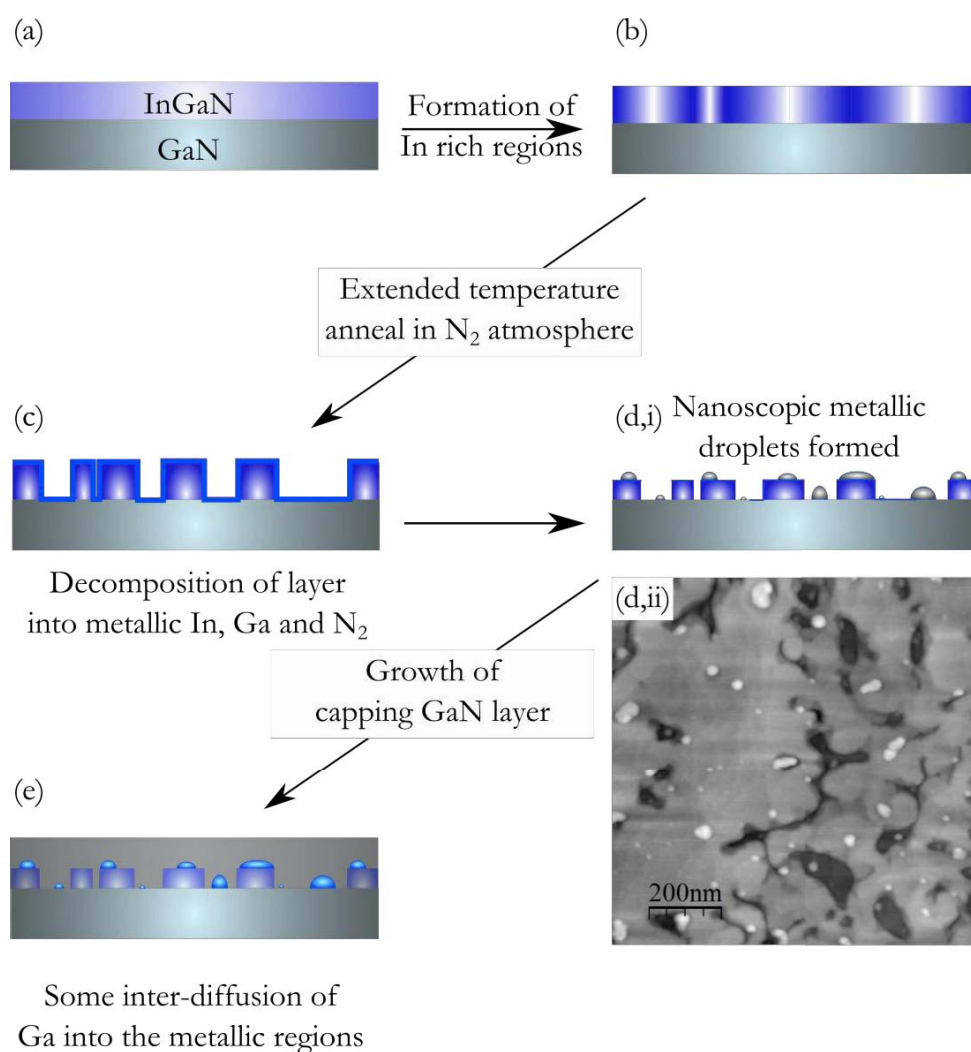 (a)
InGaN
GaN
Formation of
In rich regions
(b)
Extended temperature
anneal in N₂ atmosphere
(c)
Decomposition of layer
into metallic In, Ga and N₂
(d,i)
Nanoscopic metallic
droplets formed
(d,ii)
200nm
Growth of
capping GaN layer
(e)
Some inter-diffusion of
Ga into the metallic regions